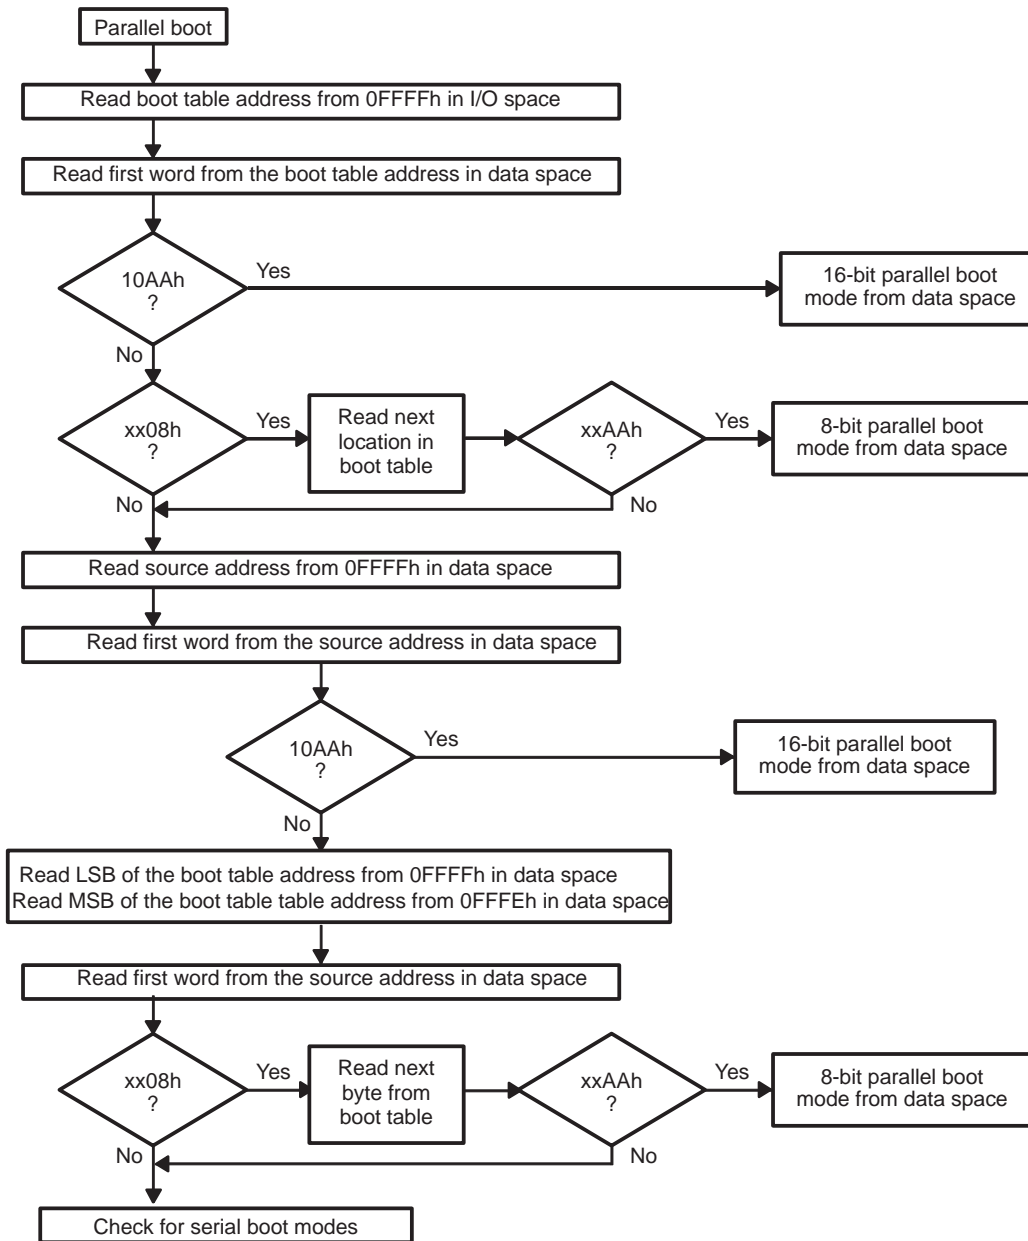 Parallel boot
Read boot table address from 0FFFFh in I/O space
Read first word from the boot table address in data space
10AAh
?
Yes
16-bit parallel boot
mode from data space
No
xx08h
?
Yes
Read next
location in
boot table
xxAAh
?
Yes
8-bit parallel boot
mode from data space
No
No
Read source address from 0FFFFh in data space
Read first word from the source address in data space
10AAh
?
Yes
16-bit parallel boot
mode from data space
No
Read LSB of the boot table address from 0FFFFh in data space
Read MSB of the boot table table address from 0FFFEh in data space
Read first word from the source address in data space
xx08h
?
Yes
Read next
byte from
boot table
xxAAh
?
Yes
8-bit parallel boot
mode from data space
No
No
Check for serial boot modes